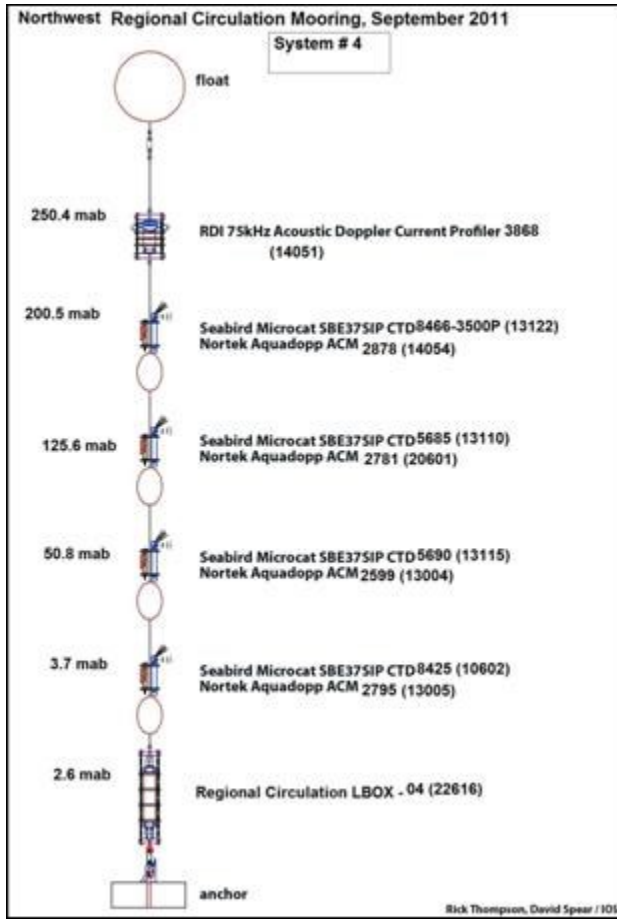 Northwest Regional Circulation Mooring, September 2011
System # 4
float
250.4 mab
RDI 75kHz Acoustic Doppler Current Profiler 3868
(14051)
200.5 mab
Seabird Microcat SBE37SIP CTD 8466-3500P (13122)
Nortek Aquadopp ACM 2878 (14054)
125.6 mab
Seabird Microcat SBE37SIP CTD 5685 (13110)
Nortek Aquadopp ACM 2781 (20601)
50.8 mab
Seabird Microcat SBE37SIP CTD 5690 (13115)
Nortek Aquadopp ACM 2599 (13004)
3.7 mab
Seabird Microcat SBE37SIP CTD 8425 (10602)
Nortek Aquadopp ACM 2795 (13005)
2.6 mab
Regional Circulation LBOX - 04 (22616)
anchor
Rick Thompson, David Spear / IOS